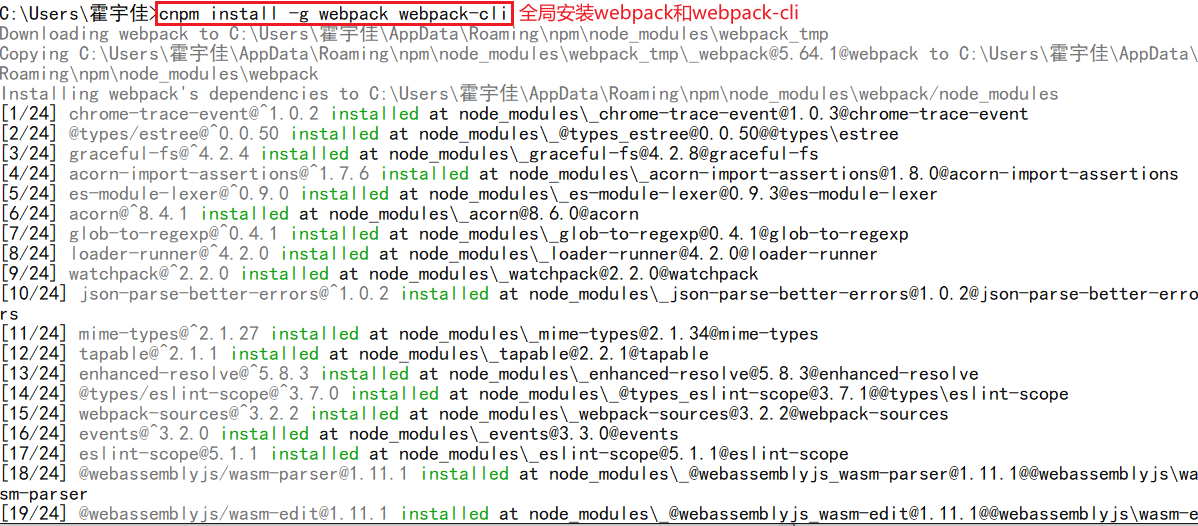 C:\Users\霍宇佳>cnpm install -g webpack webpack-cli 全局安装webpack和webpack-cli
Downloading webpack to C:\Users\霍宇佳\AppData\Roaming\npm\node_modules\webpack_tmp
Copying C:\Users\霍宇佳\AppData\Roaming\npm\node_modules\webpack_tmp\_webpack@5.64.1@webpack to C:\Users\霍宇佳\AppData\
Roaming\npm\node_modules\webpack
Installing webpack's dependencies to C:\Users\霍宇佳\AppData\Roaming\npm\node_modules\webpack/node_modules
[1/24] chrome-trace-event@^1.0.2 installed at node_modules\_chrome-trace-event@1.0.3@chrome-trace-event
[2/24] @types/estree@^0.0.50 installed at node_modules\_@types_estree@0.0.50@@types\estree
[3/24] graceful-fs@^4.2.4 installed at node_modules\_graceful-fs@4.2.8@graceful-fs
[4/24] acorn-import-assertions@^1.7.6 installed at node_modules\_acorn-import-assertions@1.8.0@acorn-import-assertions
[5/24] es-module-lexer@^0.9.0 installed at node_modules\_es-module-lexer@0.9.3@es-module-lexer
[6/24] acorn@^8.4.1 installed at node_modules\_acorn@8.6.0@acorn
[7/24] glob-to-regexp@^0.4.1 installed at node_modules\_glob-to-regexp@0.4.1@glob-to-regexp
[8/24] loader-runner@^4.2.0 installed at node_modules\_loader-runner@4.2.0@loader-runner
[9/24] watchpack@^2.2.0 installed at node_modules\_watchpack@2.2.0@watchpack
[10/24] json-parse-better-errors@^1.0.2 installed at node_modules\_json-parse-better-errors@1.0.2@json-parse-better-erro
rs
[11/24] mime-types@^2.1.27 installed at node_modules\_mime-types@2.1.34@mime-types
[12/24] tapable@^2.1.1 installed at node_modules\_tapable@2.2.1@tapable
[13/24] enhanced-resolve@^5.8.3 installed at node_modules\_enhanced-resolve@5.8.3@enhanced-resolve
[14/24] @types/eslint-scope@^3.7.0 installed at node_modules\_@types_eslint-scope@3.7.1@@types\eslint-scope
[15/24] webpack-sources@^3.2.2 installed at node_modules\_webpack-sources@3.2.2@webpack-sources
[16/24] events@^3.2.0 installed at node_modules\_events@3.3.0@events
[17/24] eslint-scope@5.1.1 installed at node_modules\_eslint-scope@5.1.1@eslint-scope
[18/24] @webassemblyjs/wasm-parser@1.11.1 installed at node_modules\_@webassemblyjs_wasm-parser@1.11.1@@webassemblyjs\wa
sm-parser
[19/24] @webassemblyjs/wasm-edit@1.11.1 installed at node_modules\_@webassemblyjs_wasm-edit@1.11.1@@webassemblyjs\wasm-e